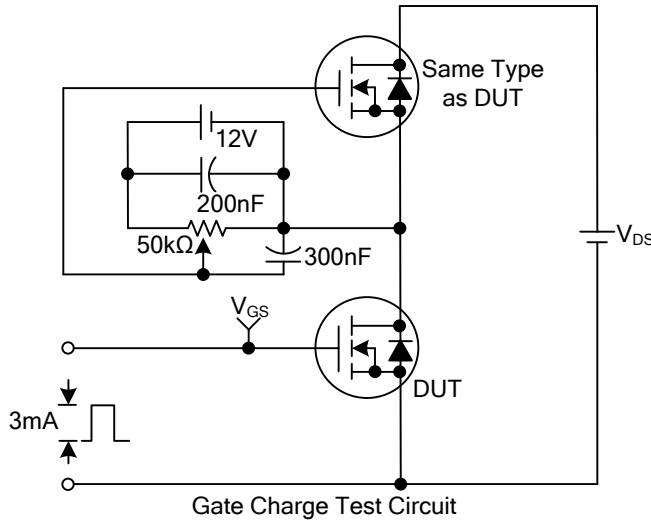 Same Type
as DUT
12V
200nF
50kΩ
300nF
V_DS
V_GS
DUT
3mA
Gate Charge Test Circuit